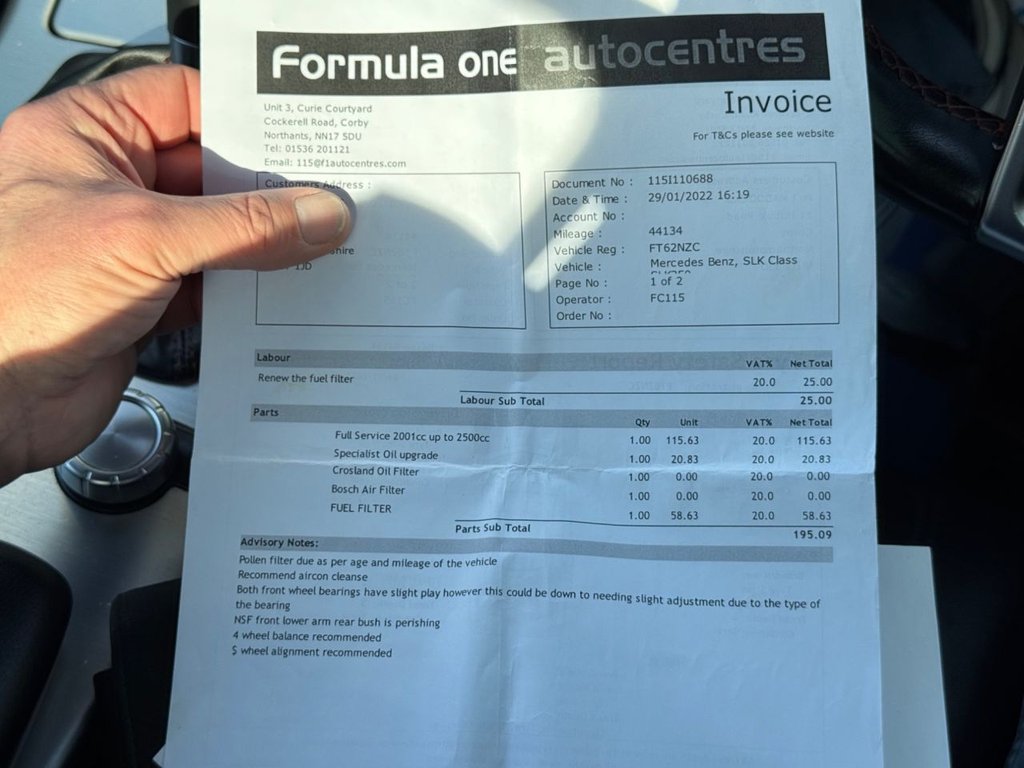 Formula one autocentres
Unit 3, Curie Courtyard
Cockerell Road, Corby
Northants, NN17 5DU
Tel: 01536 201121
Email: 115@f1autocentres.com
Invoice
For T&Cs please see website
Customers Address :
shire
1JD
Document No : 115I110688
Date & Time : 29/01/2022 16:19
Account No :
Mileage : 44134
Vehicle Reg : FT62NZC
Vehicle : Mercedes Benz, SLK Class
Page No : 1 of 2
Operator : FC115
Order No :
Labour VAT% Net Total
Renew the fuel filter 20.0 25.00
Labour Sub Total 25.00
Parts Qty Unit VAT% Net Total
Full Service 2001cc up to 2500cc 1.00 115.63 20.0 115.63
Specialist Oil upgrade 1.00 20.83 20.0 20.83
Crosland Oil Filter 1.00 0.00 20.0 0.00
Bosch Air Filter 1.00 0.00 20.0 0.00
FUEL FILTER 1.00 58.63 20.0 58.63
Parts Sub Total 195.09
Advisory Notes:
Pollen filter due as per age and mileage of the vehicle
Recommend aircon cleanse
Both front wheel bearings have slight play however this could be down to needing slight adjustment due to the type of
the bearing
NSF front lower arm rear bush is perishing
4 wheel balance recommended
$ wheel alignment recommended